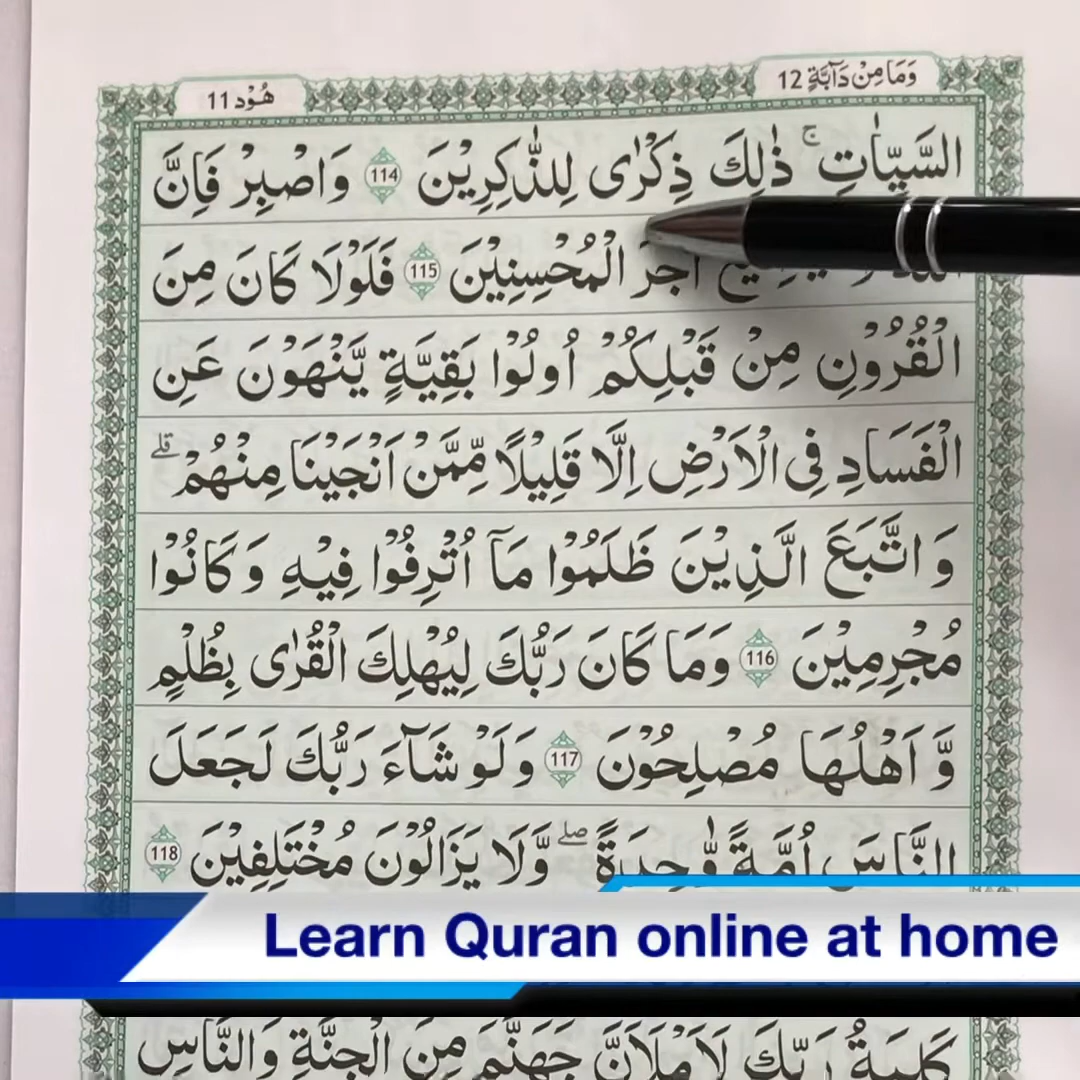 وَمَا مِنْ دَآبَّةٍ 12
هُوْد 11
السَّيِّاٰتِ ۚ ذٰلِكَ ذِكْرٰى لِلذّٰكِرِيْنَ 114 وَاصْبِرْ فَاِنَّ
اَجْرَ الْمُحْسِنِيْنَ 115 فَلَوْلَا كَانَ مِنَ
الْقُرُوْنِ مِنْ قَبْلِكُمْ اُولُوْا بَقِيَّةٍ يَّنْهَوْنَ عَنِ
الْفَسَادِ فِى الْاَرْضِ اِلَّا قَلِيْلًا مِّمَّنْ اَنْجَيْنَا مِنْهُمْ ۗ
وَاتَّبَعَ الَّذِيْنَ ظَلَمُوْا مَآ اُتْرِفُوْا فِيْهِ وَكَانُوْا
مُجْرِمِيْنَ 116 وَمَا كَانَ رَبُّكَ لِيُهْلِكَ الْقُرٰى بِظُلْمٍ
وَّاَهْلُهَا مُصْلِحُوْنَ 117 وَلَوْ شَآءَ رَبُّكَ لَجَعَلَ
النَّاسَ اُمَّةً وَّاحِدَةً ۖ وَّلَا يَزَالُوْنَ مُخْتَلِفِيْنَ 118
Learn Quran online at home
كَلِمَةُ رَبِّكَ لَاَمْلَاَنَّ جَهَنَّمَ مِنَ الْجِنَّةِ وَالنَّاسِ